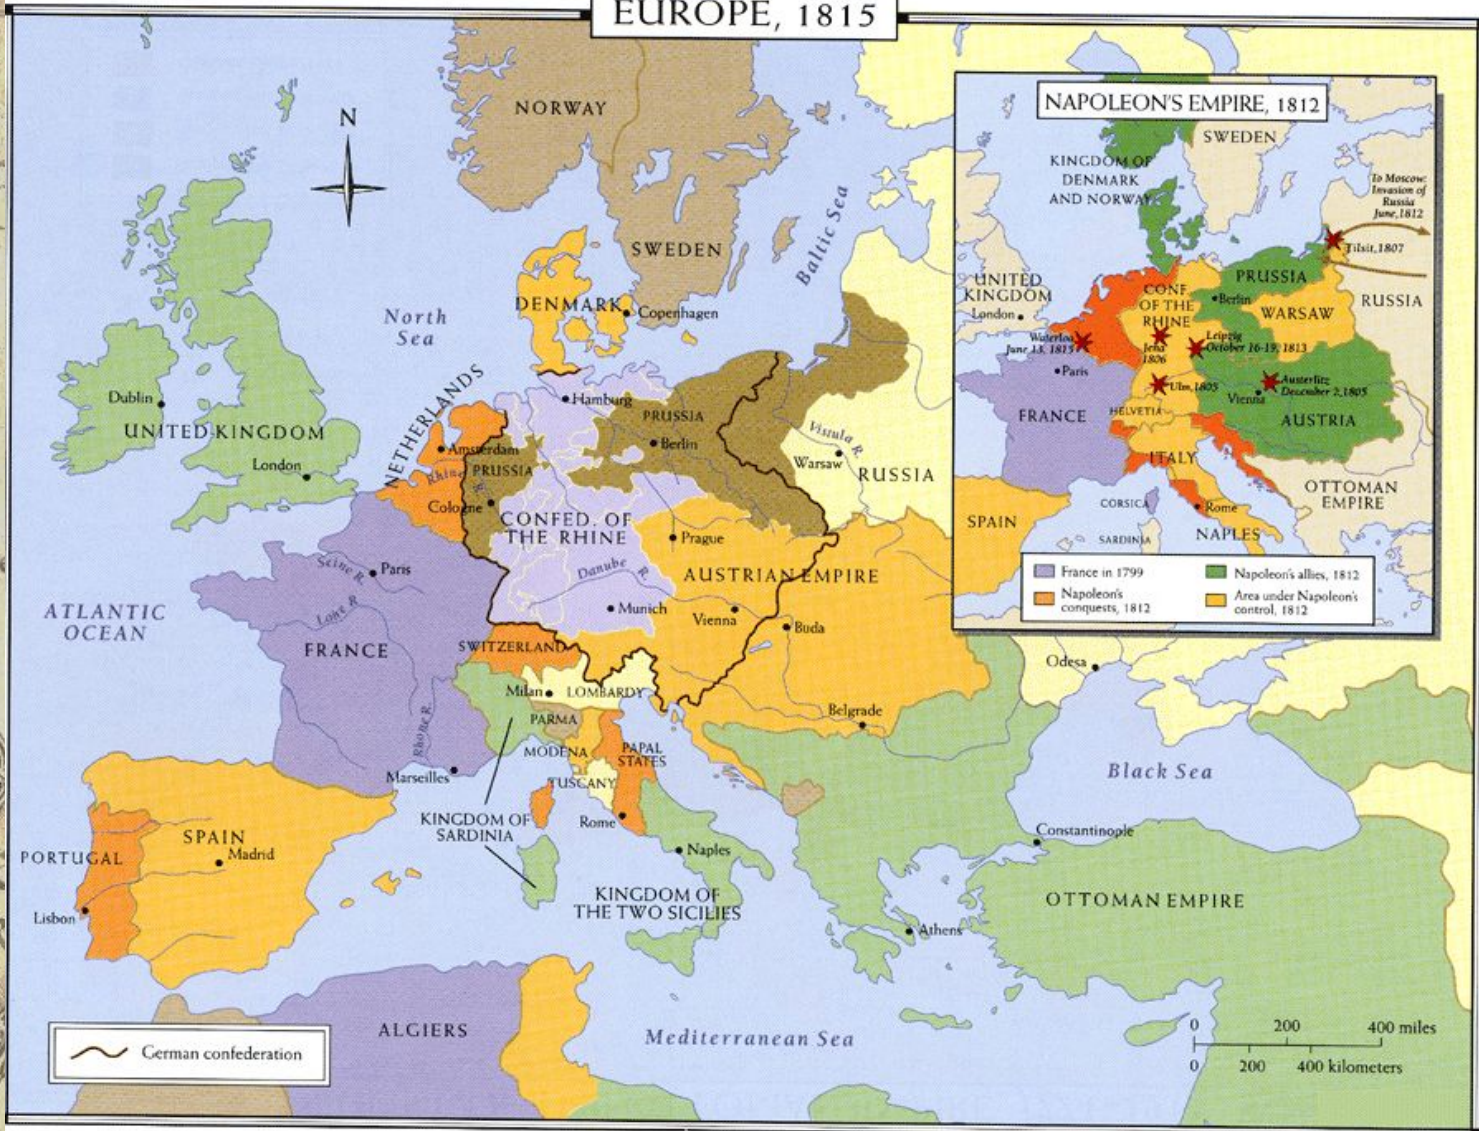 EUROPE, 1815
N
NORWAY
SWEDEN
Baltic Sea
North
Sea
DENMARK
Copenhagen
Dublin
UNITED KINGDOM
London
NETHERLANDS
Amsterdam
Rhine R.
Hamburg
PRUSSIA
Berlin
PRUSSIA
Cologne
CONFED. OF
THE RHINE
Vistula R.
Warsaw
RUSSIA
Prague
Danube R.
AUSTRIAN EMPIRE
Munich
Vienna
Buda
ATLANTIC
OCEAN
Seine R.
Paris
Loire R.
FRANCE
SWITZERLAND
Rhone R.
Marseilles
Milan
LOMBARDY
PARMA
MODENA
PAPAL
STATES
TUSCANY
Rome
Belgrade
Odesa
Black Sea
KINGDOM OF
SARDINIA
Naples
KINGDOM OF
THE TWO SICILIES
SPAIN
Madrid
PORTUGAL
Lisbon
Constantinople
OTTOMAN EMPIRE
Athens
ALGIERS
Mediterranean Sea
German confederation
0 200 400 miles
0 200 400 kilometers
NAPOLEON'S EMPIRE, 1812
SWEDEN
KINGDOM OF
DENMARK
AND NORWAY
To Moscow:
Invasion of
Russia
June, 1812
Tilsit, 1807
UNITED
KINGDOM
London
PRUSSIA
Berlin
CONF.
OF THE
RHINE
WARSAW
RUSSIA
Waterloo
June 13, 1815
Jena
1806
Leipzig
October 16-19, 1813
Paris
Ulm, 1805
Austerlitz
December 2, 1805
Vienna
FRANCE
HELVETIA
AUSTRIA
ITALY
OTTOMAN
EMPIRE
CORSICA
Rome
SPAIN
SARDINIA
NAPLES
France in 1799
Napoleon's
conquests, 1812
Napoleon's allies, 1812
Area under Napoleon's
control, 1812